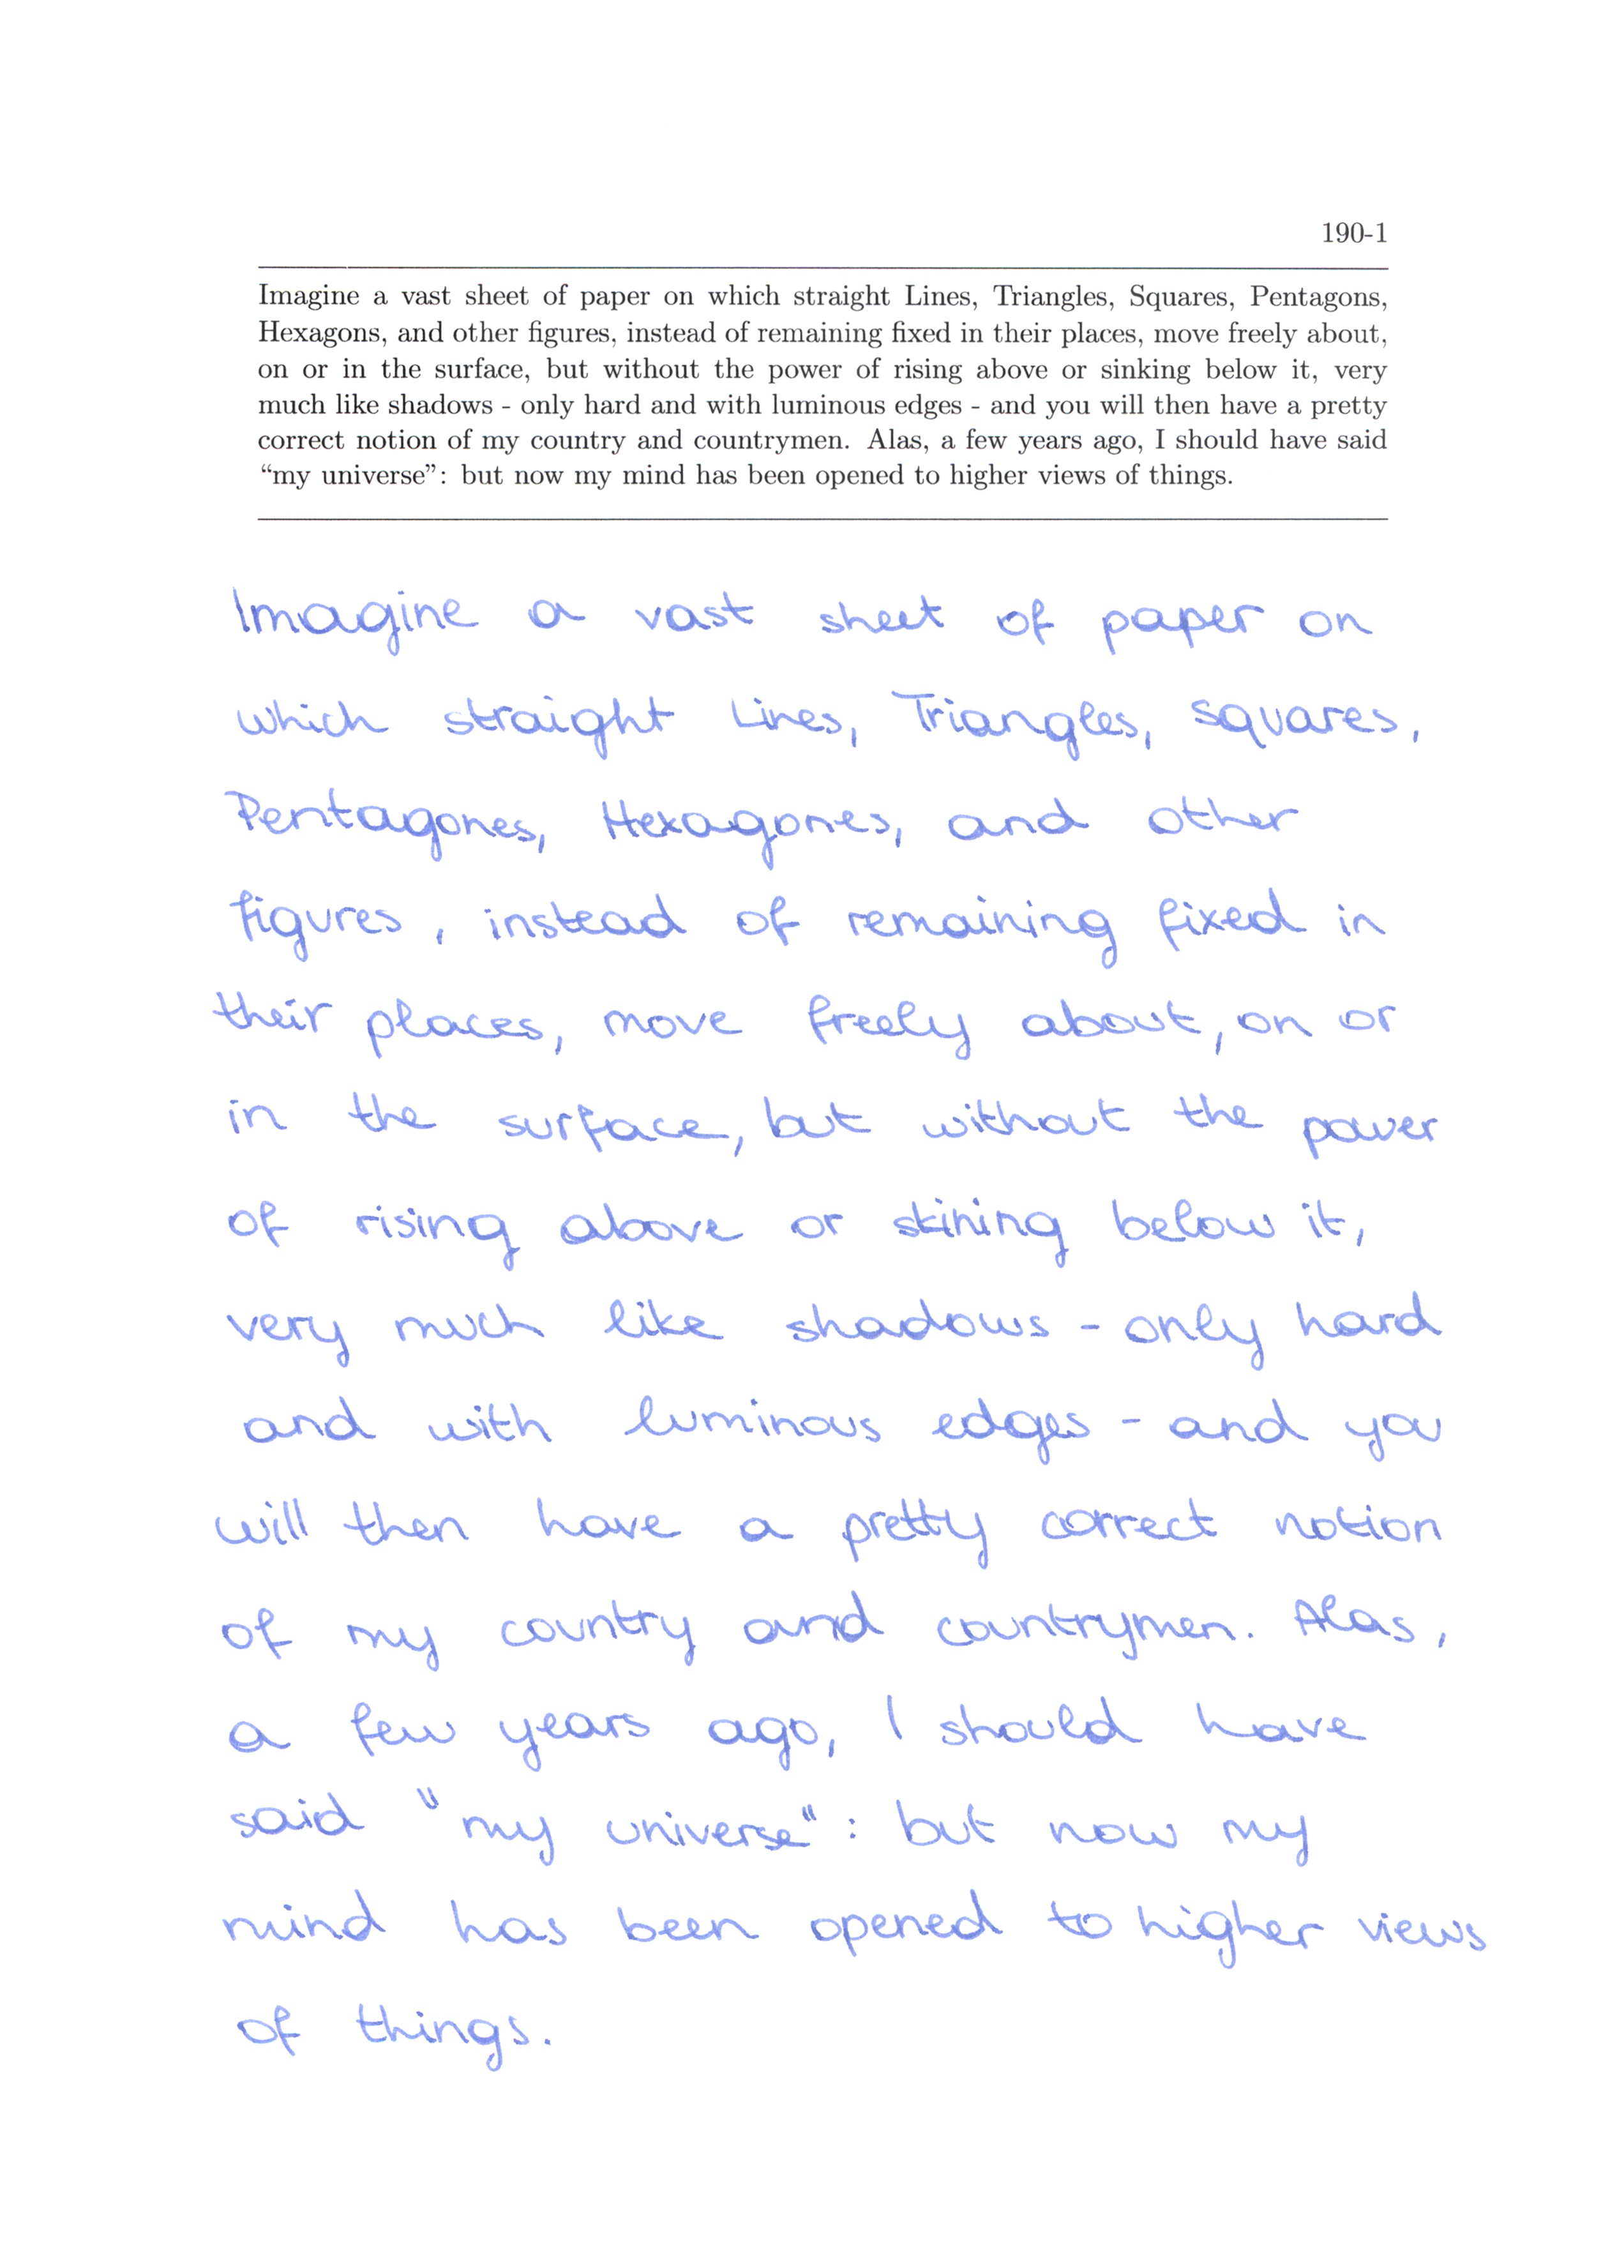 190-1
Imagine a vast sheet of paper on which straight Lines, Triangles, Squares, Pentagons,
Hexagons, and other figures, instead of remaining fixed in their places, move freely about,
on or in the surface, but without the power of rising above or sinking below it, very
much like shadows - only hard and with luminous edges - and you will then have a pretty
correct notion of my country and countrymen. Alas, a few years ago, I should have said
“my universe”: but now my mind has been opened to higher views of things.
Imagine a vast sheet of paper on
which straight Lines, Triangles, Squares,
Pentagones, Hexagones, and other
figures, instead of remaining fixed in
their places, move freely about, on or
in the surface, but without the power
of rising above or skining below it,
very much like shadows - only hard
and with luminous edges - and you
will then have a pretty correct notion
of my country and countrymen. Alas,
a few years ago, I should have
said "my universe": but now my
mind has been opened to higher views
of things.